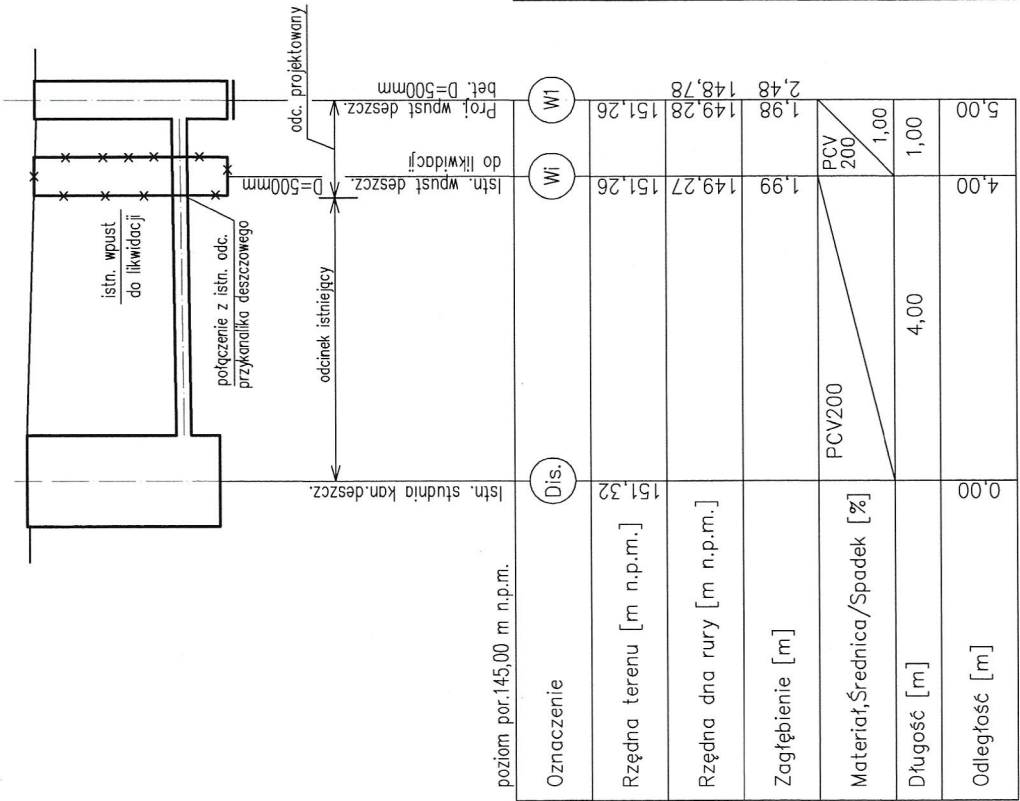 odc. projektowany
istn. wpust
do likwidacji
połączenie z istn. odc.
przykanalika deszczowego
odcinek istniejący
Istn. studnia kan.deszcz.
Istn. wpust deszcz. D=500mm
do likwidacji
Proj. wpust deszcz.
bet. D=500mm
poziom por.145,00 m n.p.m.
Oznaczenie
Dis.
Wi
W1
Rzędna terenu [m n.p.m.]
151,32
151,26
151,26
Rzędna dna rury [m n.p.m.]
149,27
149,28
148,78
Zagłębienie [m]
1,99
1,98
2,48
Materiał,Średnica/Spadek [%]
PCV200
PCV
200
1,00
Długość [m]
4,00
1,00
Odległość [m]
0,00
4,00
5,00